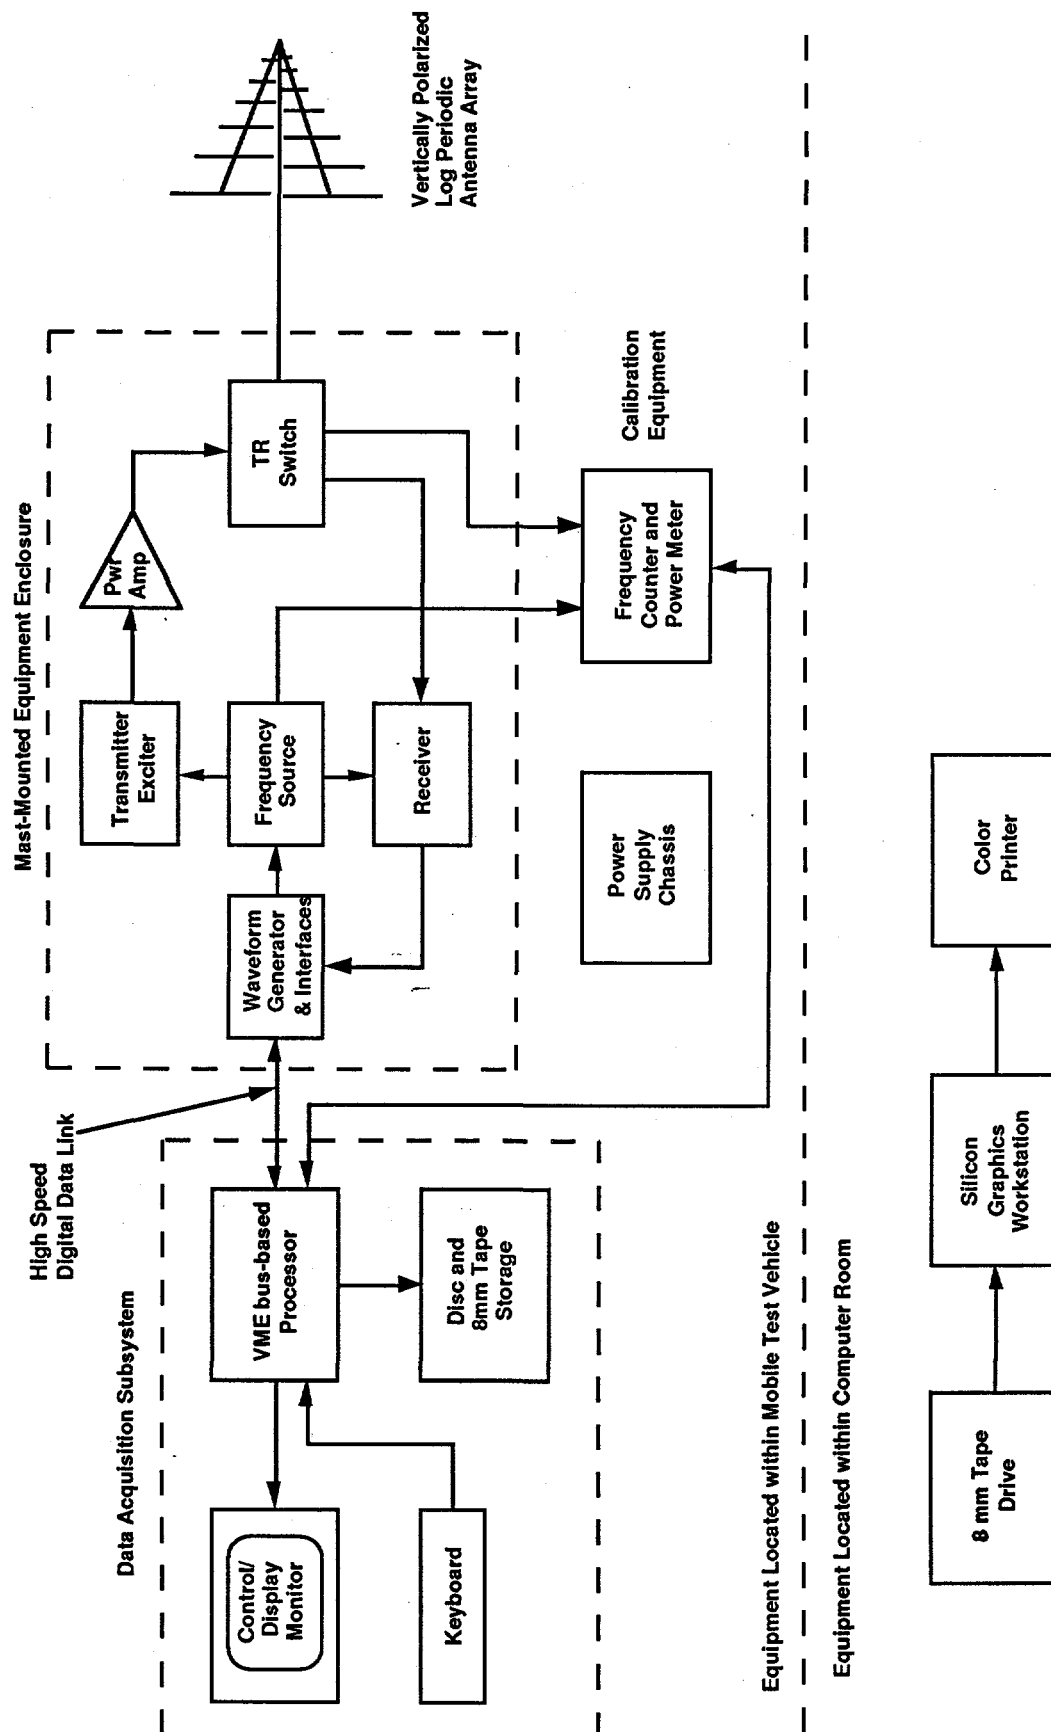 Mast-Mounted Equipment Enclosure
High Speed
Digital Data Link
Data Acquisition Subsystem
Control/
Display
Monitor
Keyboard
VME bus-based
Processor
Disc and
8mm Tape
Storage
Waveform
Generator
& Interfaces
Transmitter
Exciter
Frequency
Source
Receiver
Pwr
Amp
TR
Switch
Vertically Polarized
Log Periodic
Antenna Array
Calibration
Equipment
Frequency
Counter and
Power Meter
Power
Supply
Chassis
Equipment Located within Mobile Test Vehicle
Equipment Located within Computer Room
8 mm Tape
Drive
Silicon
Graphics
Workstation
Color
Printer